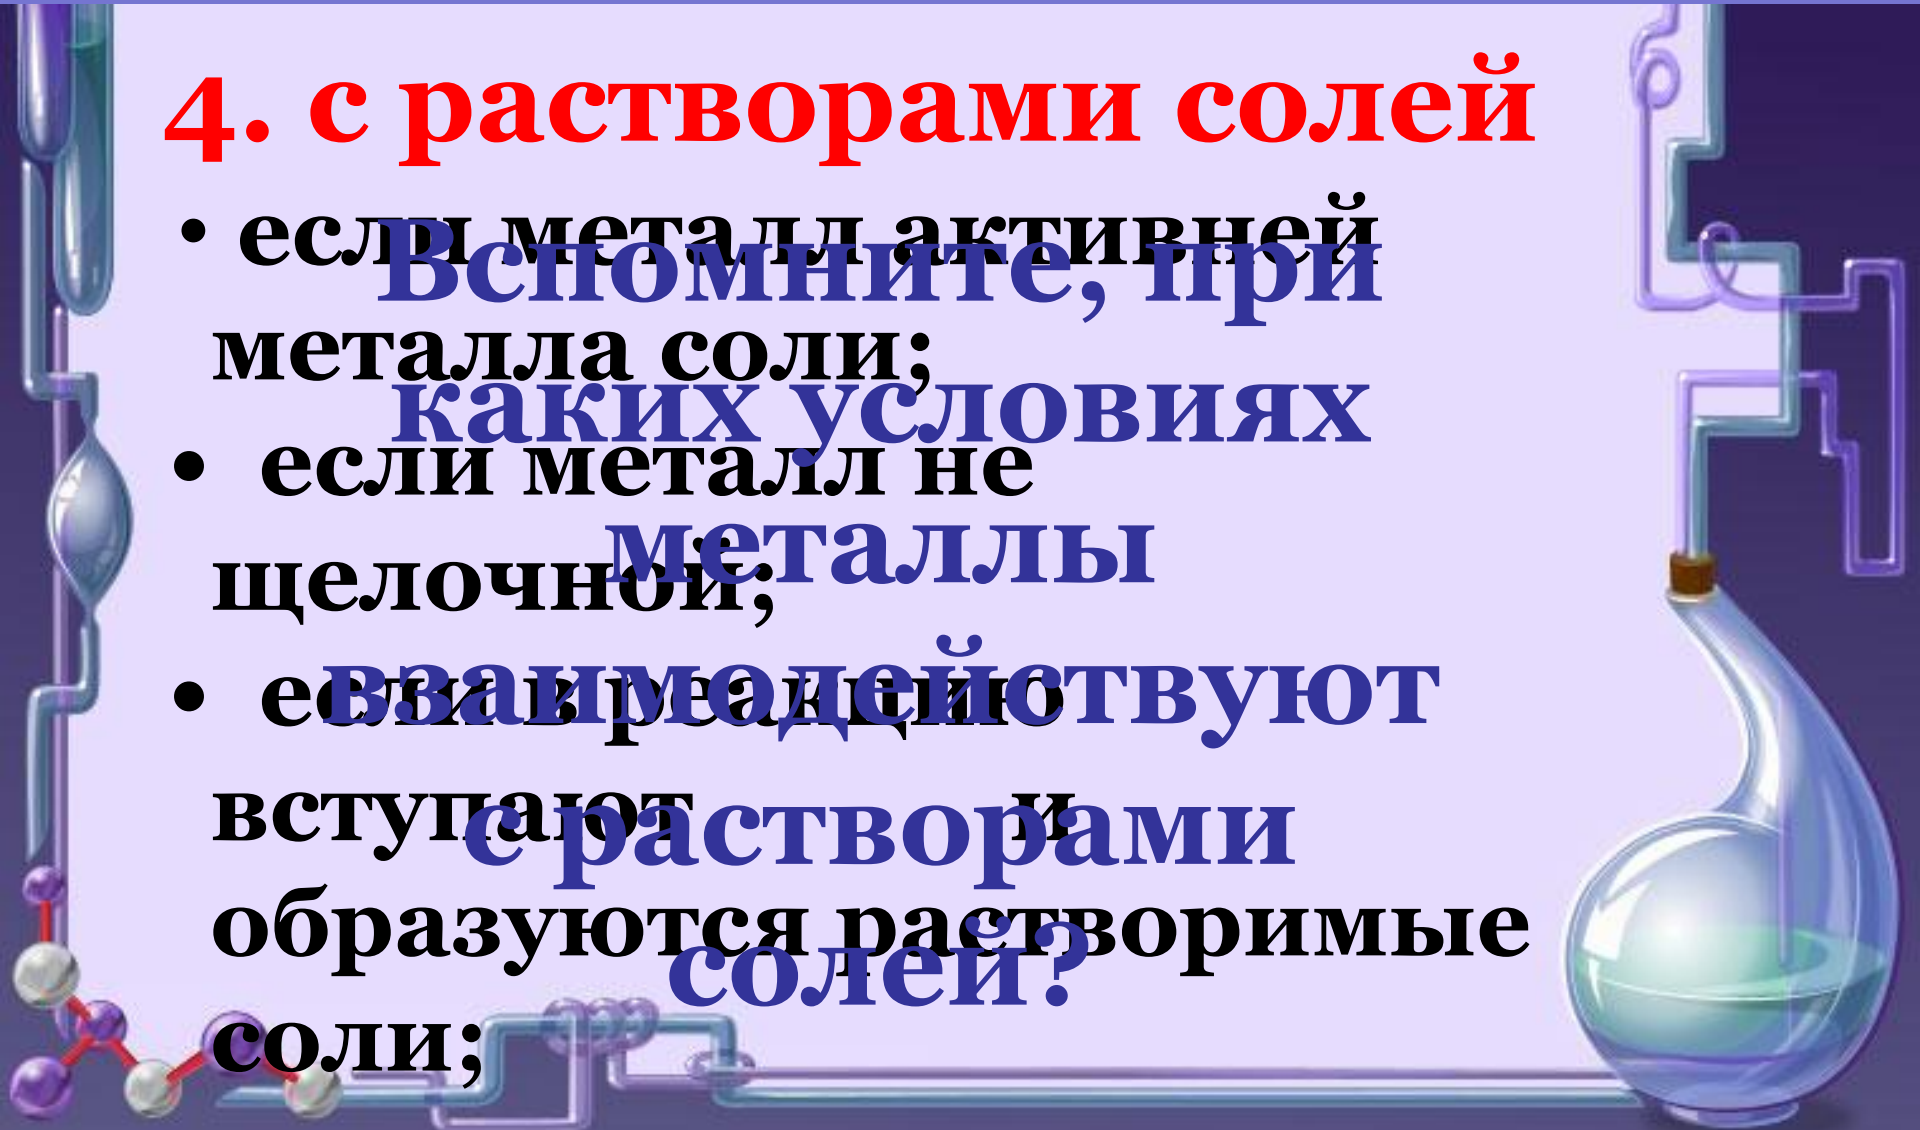 4. с растворами солей
• если металл активней
металла соли;
• если металл не
щелочной;
• если в реакцию
вступают и
образуются растворимые
соли;
Вспомните, при
каких условиях
металлы
взаимодействуют
с растворами
солей?